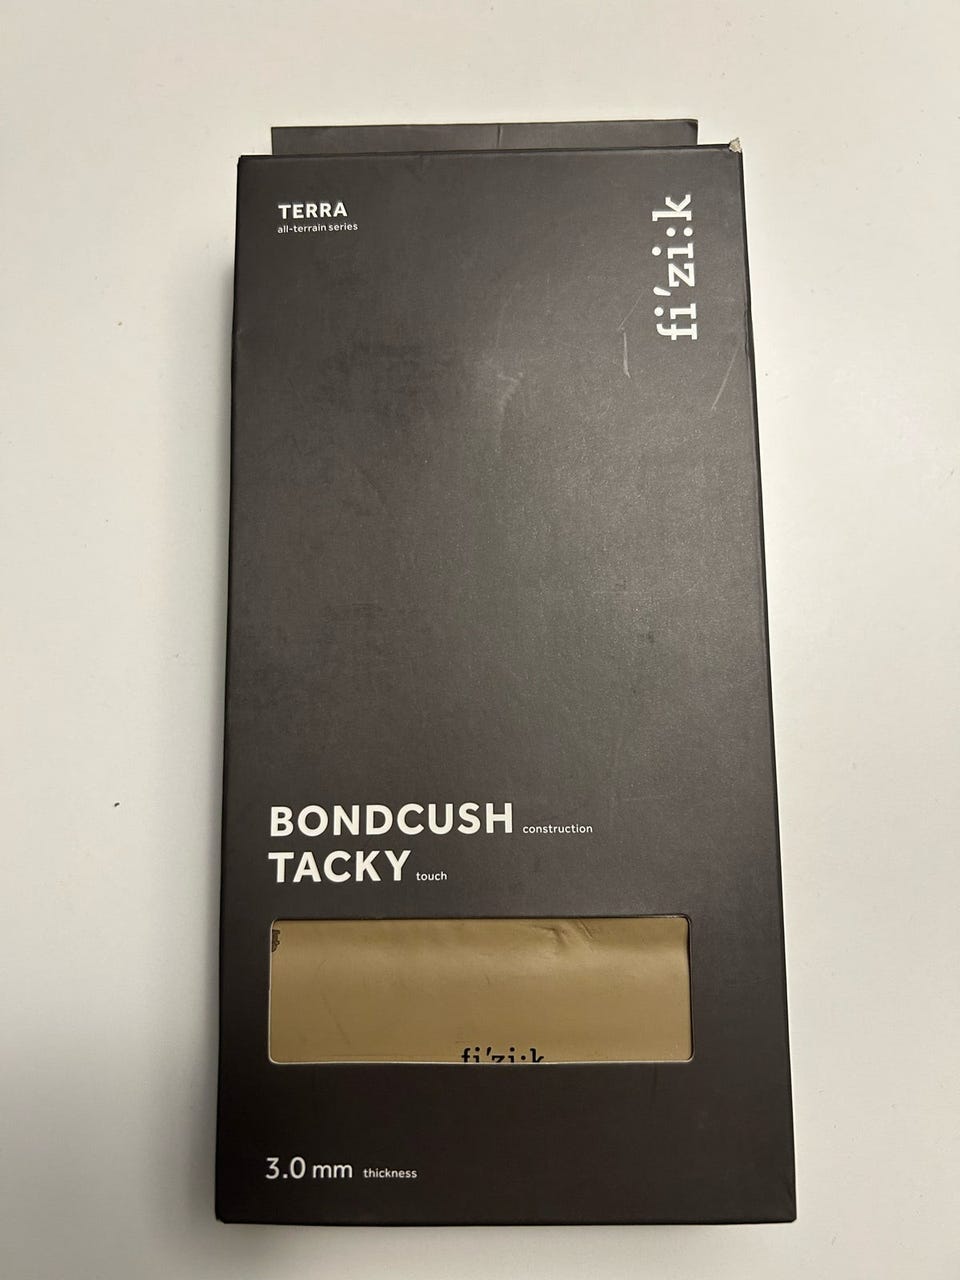 TERRA
all-terrain series
fi'zi:k
BONDCUSH construction
TACKY touch
fi'zi:k
3.0 mm thickness